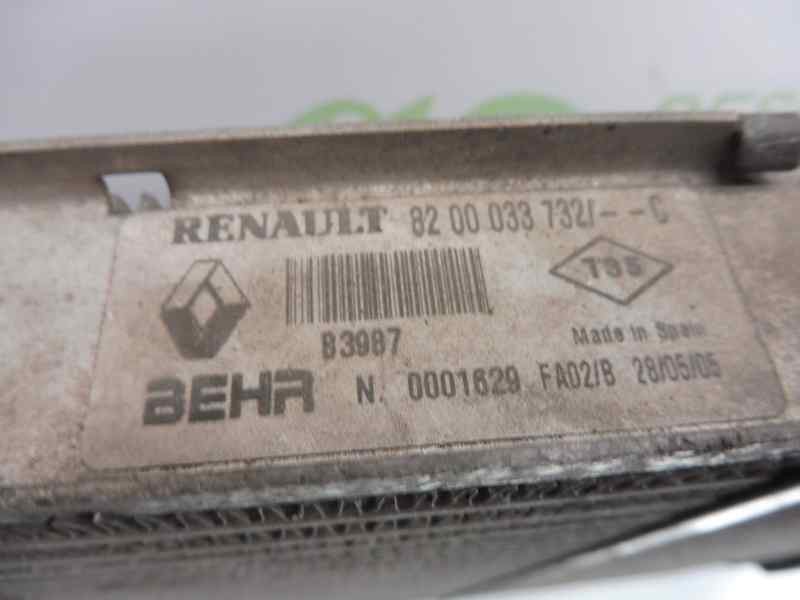 RENAULT 82 00 033 732/--C
T35
B3987
Made in Spain
BEHR N. 0001629 FA02/B 28/05/05